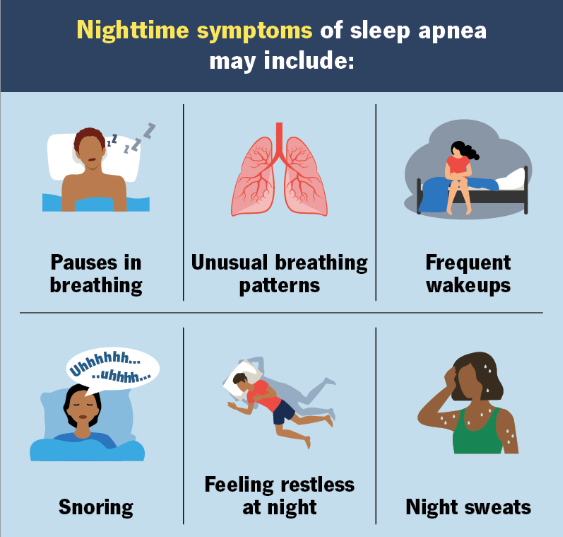 Nighttime symptoms of sleep apnea
may include:
z z z z z
Pauses in
breathing
Unusual breathing
patterns
Frequent
wakeups
Uhhhhhh...
..uhhhh...
Snoring
Feeling restless
at night
Night sweats